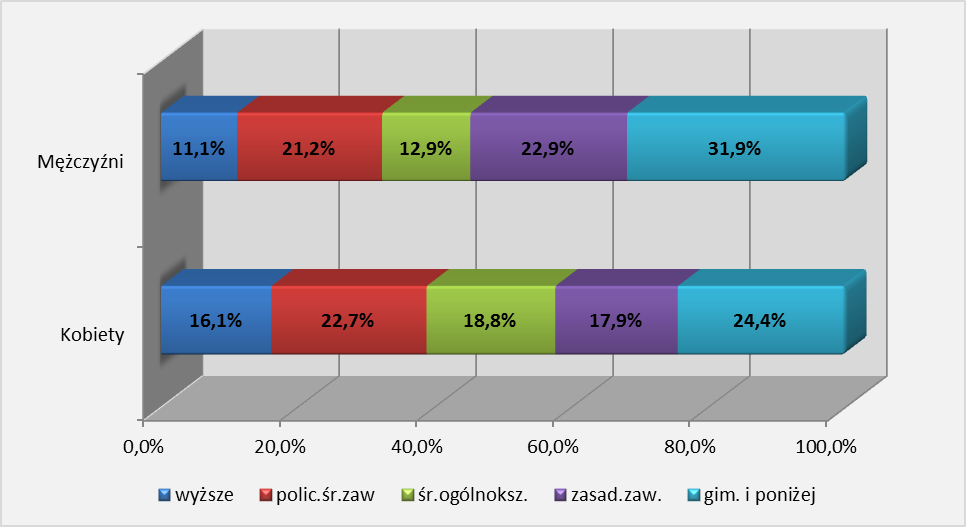 Mężczyźni
11,1% 21,2% 12,9% 22,9% 31,9%
Kobiety
16,1% 22,7% 18,8% 17,9% 24,4%
0,0% 20,0% 40,0% 60,0% 80,0% 100,0%
wyższe polic.śr.zaw śr.ogólnoksz. zasad.zaw. gim. i poniżej